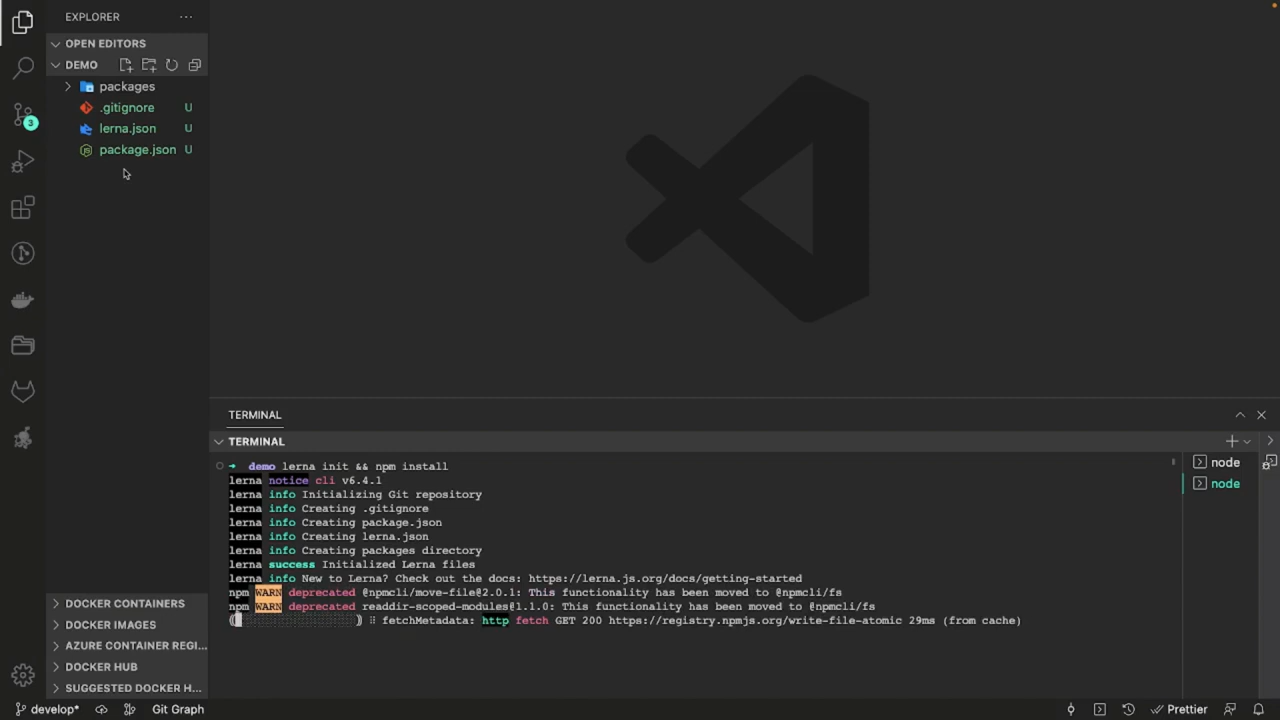 EXPLORER
OPEN EDITORS
DEMO
packages
.gitignore U
lerna.json U
package.json U
3
DOCKER CONTAINERS
DOCKER IMAGES
AZURE CONTAINER REGI...
DOCKER HUB
SUGGESTED DOCKER H...
TERMINAL
TERMINAL
demo lerna init && npm install
lerna notice cli v6.4.1
lerna info Initializing Git repository
lerna info Creating .gitignore
lerna info Creating package.json
lerna info Creating lerna.json
lerna info Creating packages directory
lerna success Initialized Lerna files
lerna info New to Lerna? Check out the docs: https://lerna.js.org/docs/getting-started
npm WARN deprecated @npmcli/move-file@2.0.1: This functionality has been moved to @npmcli/fs
npm WARN deprecated readdir-scoped-modules@1.1.0: This functionality has been moved to @npmcli/fs
fetchMetadata: http fetch GET 200 https://registry.npmjs.org/write-file-atomic 29ms (from cache)
node
node
develop* Git Graph Prettier